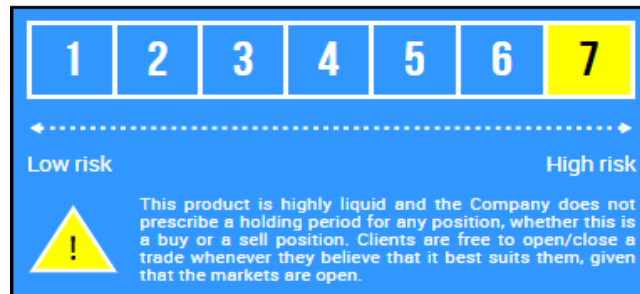 1 2 3 4 5 6 7
Low risk High risk
This product is highly liquid and the Company does not
prescribe a holding period for any position, whether this is
a buy or a sell position. Clients are free to open/close a
trade whenever they believe that it best suits them, given
that the markets are open.
!